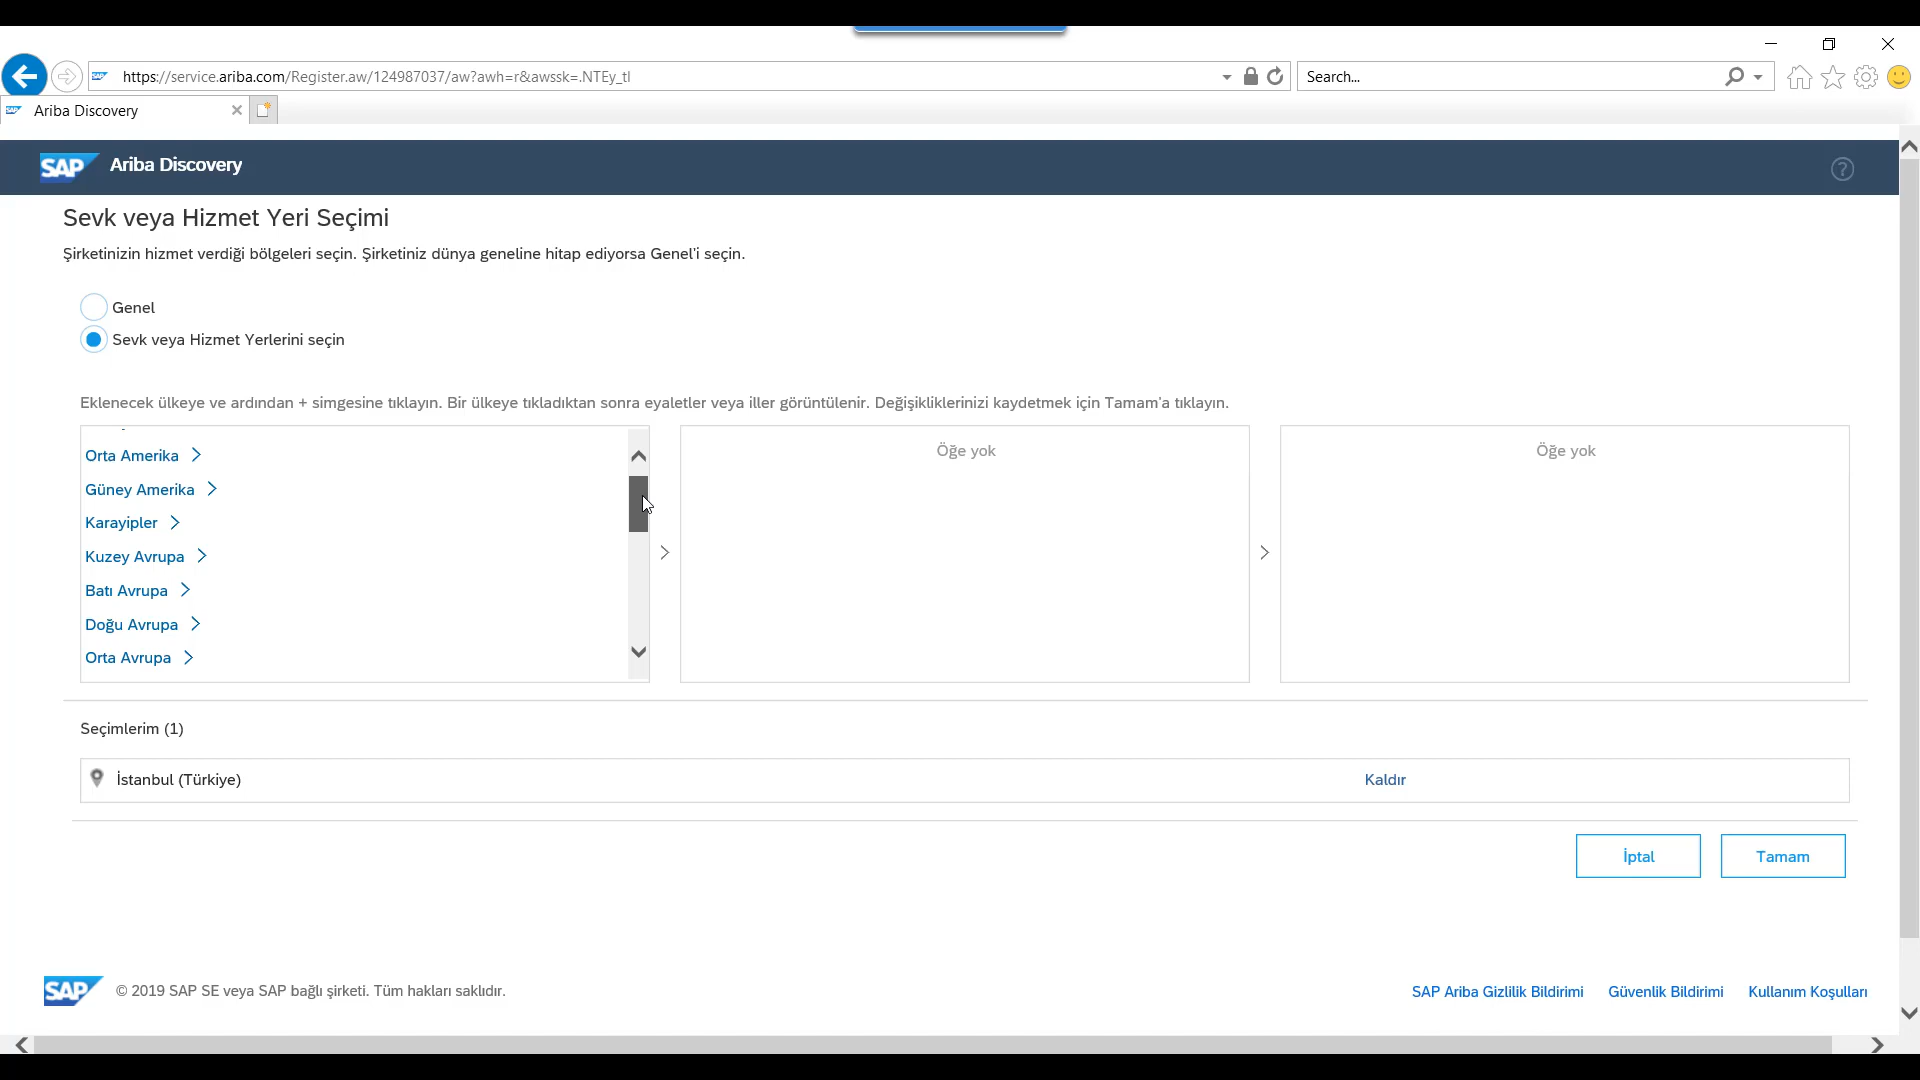 https://service.ariba.com/Register.aw/124987037/aw?awh=r&awssk=.NTEy_tl
Search...
Ariba Discovery
SAP Ariba Discovery
Sevk veya Hizmet Yeri Seçimi
Şirketinizin hizmet verdiği bölgeleri seçin. Şirketiniz dünya geneline hitap ediyorsa Genel'i seçin.
Genel
Sevk veya Hizmet Yerlerini seçin
Eklenecek ülkeye ve ardından + simgesine tıklayın. Bir ülkeye tıkladıktan sonra eyaletler veya iller görüntülenir. Değişikliklerinizi kaydetmek için Tamam'a tıklayın.
Orta Amerika
Güney Amerika
Karayipler
Kuzey Avrupa
Batı Avrupa
Doğu Avrupa
Orta Avrupa
Öğe yok
Öğe yok
Seçimlerim (1)
İstanbul (Türkiye)
Kaldır
İptal
Tamam
SAP © 2019 SAP SE veya SAP bağlı şirketi. Tüm hakları saklıdır.
SAP Ariba Gizlilik Bildirimi
Güvenlik Bildirimi
Kullanım Koşulları